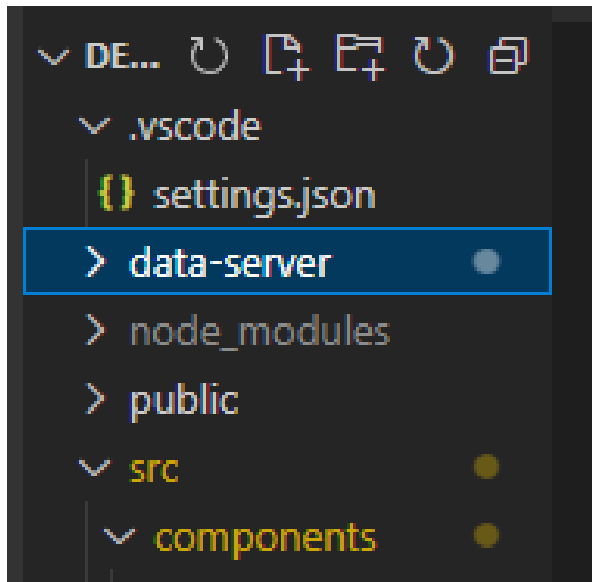 DE...
.vscode
{} settings.json
data-server
node_modules
public
src
components